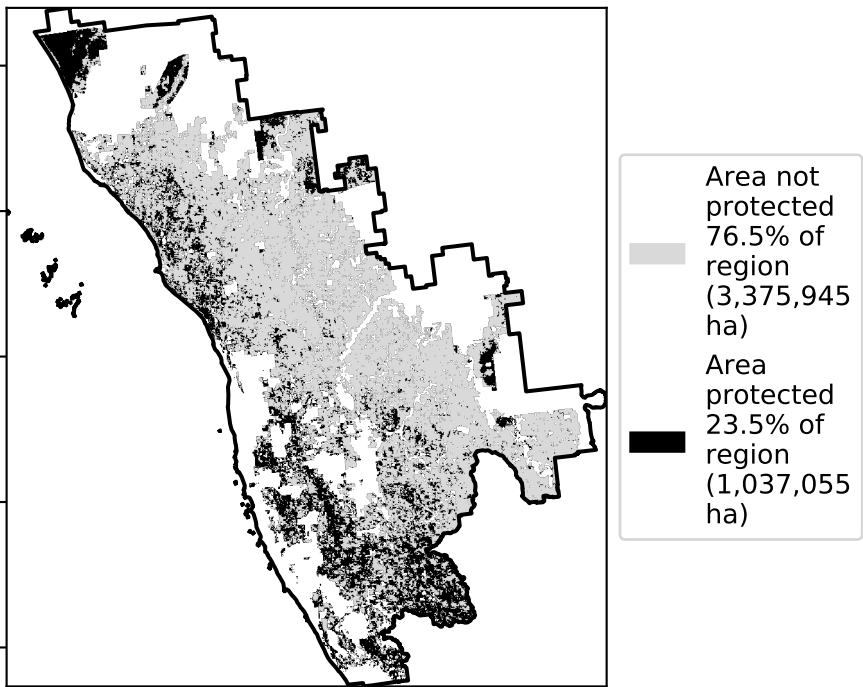 Area not
protected
76.5% of
region
(3,375,945
ha)
Area
protected
23.5% of
region
(1,037,055
ha)